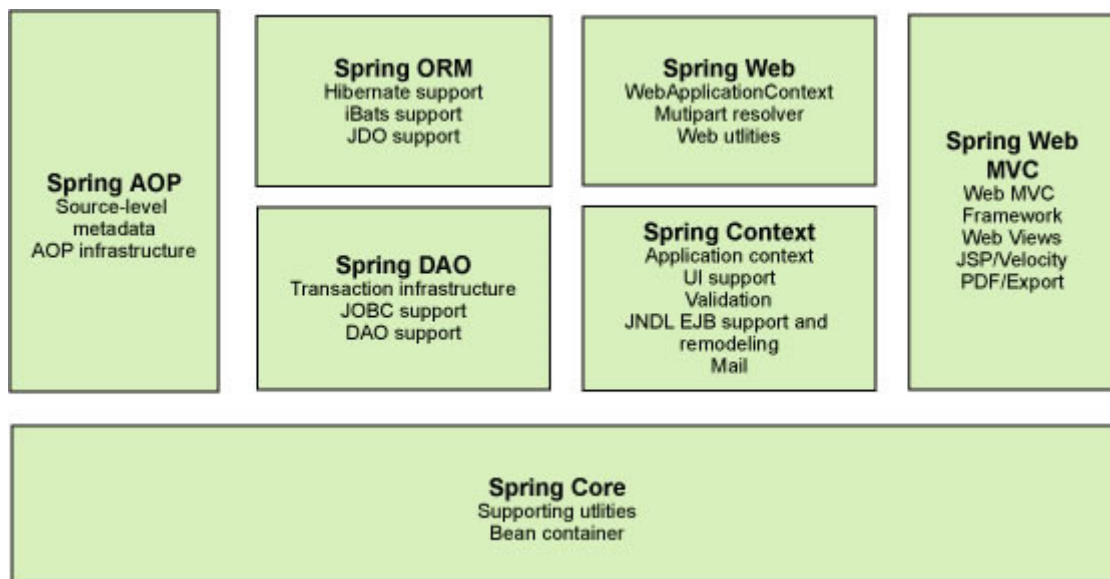 Spring AOP
Source-level
metadata
AOP infrastructure
Spring ORM
Hibernate support
iBats support
JDO support
Spring Web
WebApplicationContext
Mutipart resolver
Web utlities
Spring DAO
Transaction infrastructure
JOBC support
DAO support
Spring Context
Application context
UI support
Validation
JNDL EJB support and
remodeling
Mail
Spring Web
MVC
Web MVC
Framework
Web Views
JSP/Velocity
PDF/Export
Spring Core
Supporting utlities
Bean container